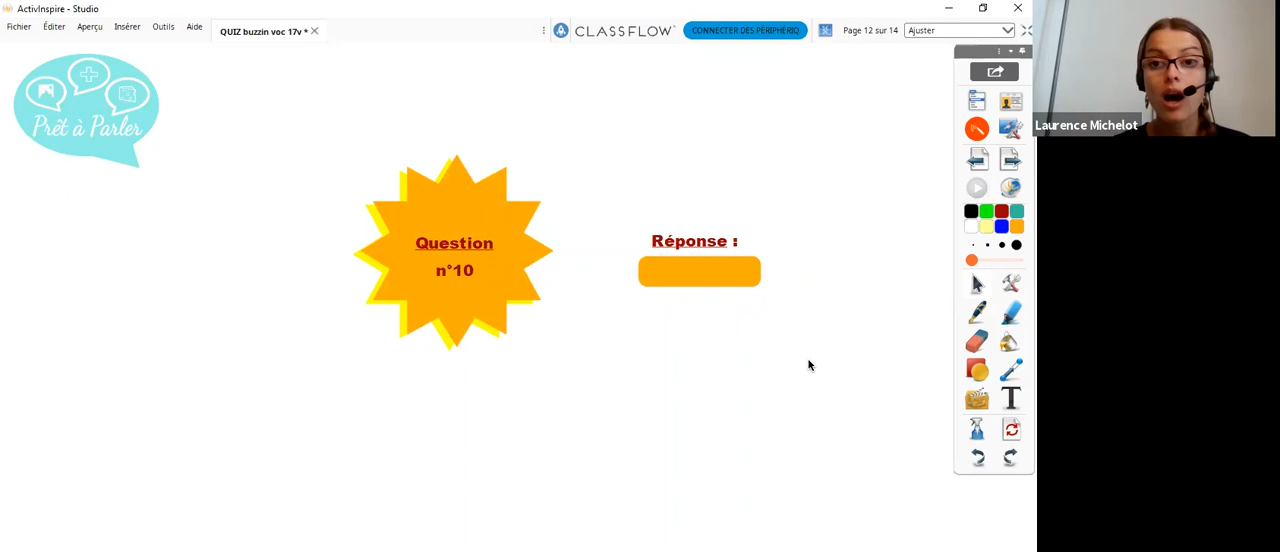 ActivInspire - Studio
Fichier Éditer Aperçu Insérer Outils Aide
QUIZ buzzin voc 17v *
CLASSFLOW
CONNECTER DES PÉRIPHÉRIQ
Page 12 sur 14
Ajuster
Prêt à Parler
Question
n°10
Réponse :
Laurence Michelot